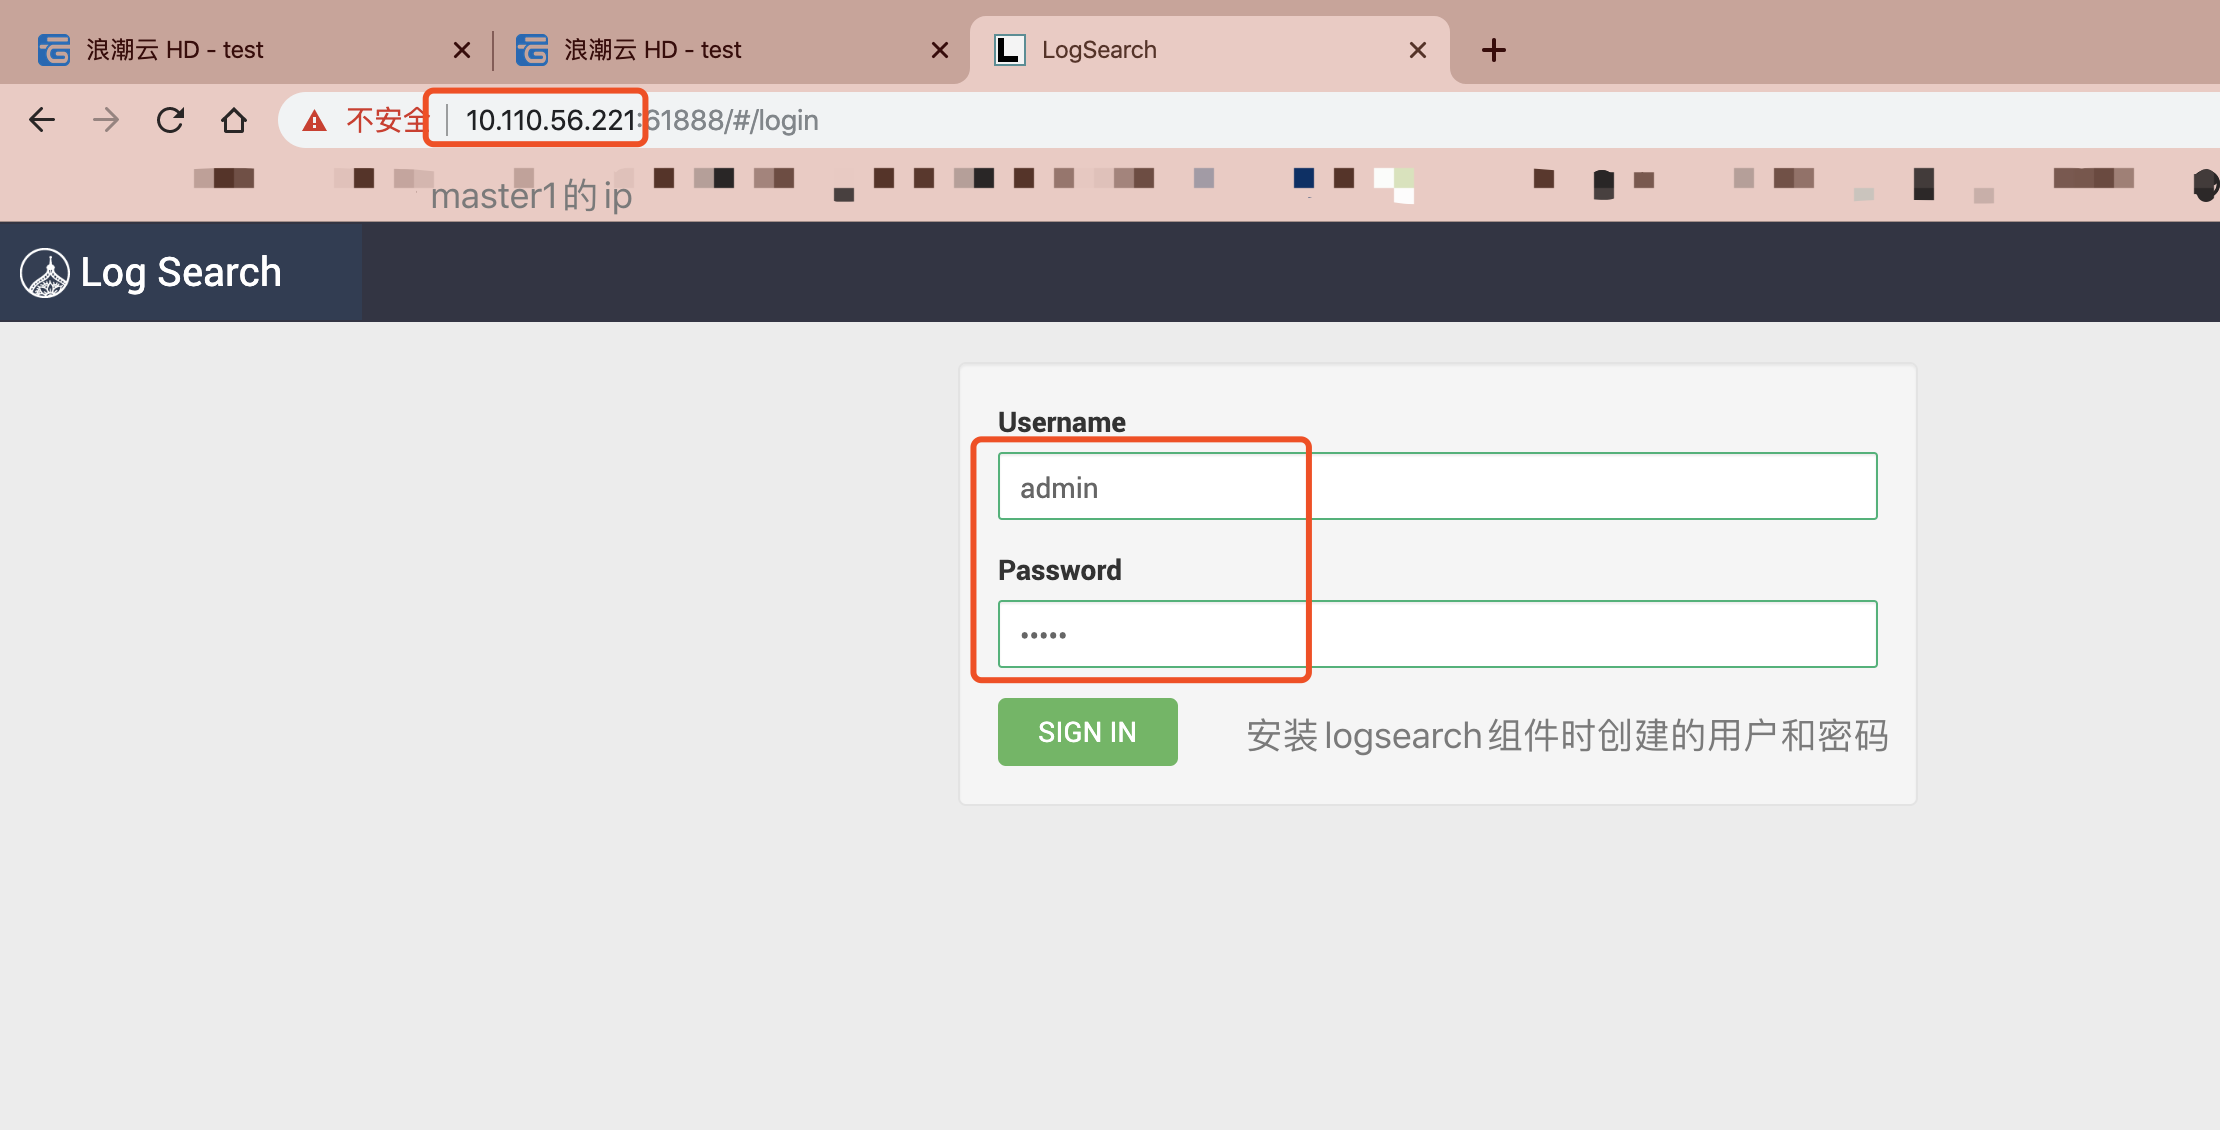 浪潮云 HD - test
浪潮云 HD - test
LogSearch
不安全
10.110.56.221:61888/#/login
master1的ip
Log Search
Username
admin
Password
•••••
SIGN IN
安装logsearch组件时创建的用户和密码